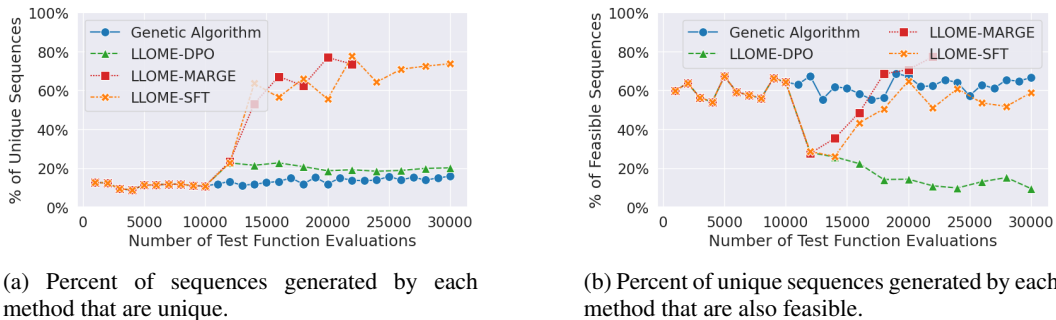 100%
80%
60%
40%
20%
0%
% of Unique Sequences
Genetic Algorithm
LLOME-DPO
LLOME-MARGE
LLOME-SFT
0 5000 10000 15000 20000 25000 30000
Number of Test Function Evaluations
(a) Percent of sequences generated by each
method that are unique.
100%
80%
60%
40%
20%
0%
% of Feasible Sequences
Genetic Algorithm LLOME-MARGE
LLOME-DPO LLOME-SFT
0 5000 10000 15000 20000 25000 30000
Number of Test Function Evaluations
(b) Percent of unique sequences generated by each
method that are also feasible.